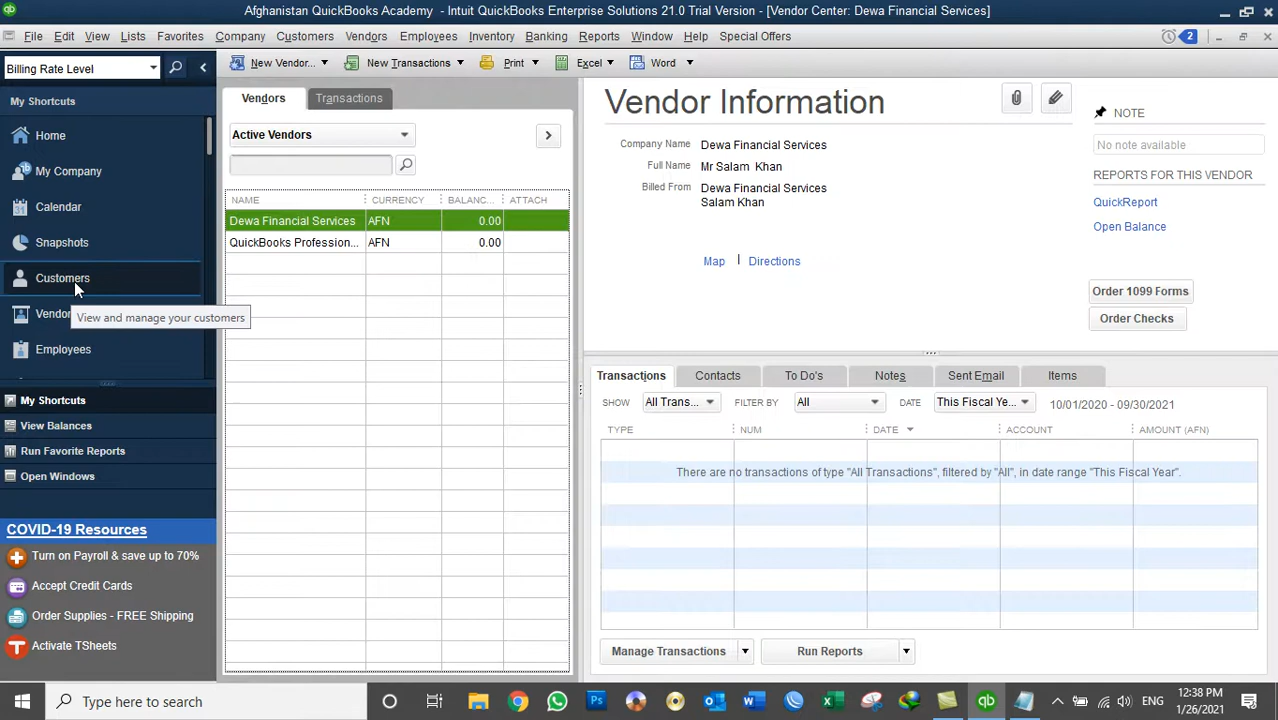 Afghanistan QuickBooks Academy - Intuit QuickBooks Enterprise Solutions 21.0 Trial Version - [Vendor Center: Dewa Financial Services]
File Edit View Lists Favorites Company Customers Vendors Employees Inventory Banking Reports Window Help Special Offers 2
Billing Rate Level
New Vendor... New Transactions Print Excel Word
My Shortcuts
Home
My Company
Calendar
Snapshots
Customers
Vendor
View and manage your customers
Employees
My Shortcuts
View Balances
Run Favorite Reports
Open Windows
COVID-19 Resources
Turn on Payroll & save up to 70%
Accept Credit Cards
Order Supplies - FREE Shipping
Activate TSheets
Vendors Transactions
Active Vendors
NAME CURRENCY BALANC... ATTACH
Dewa Financial Services AFN 0.00
QuickBooks Profession... AFN 0.00
Vendor Information
Company Name Dewa Financial Services
Full Name Mr Salam Khan
Billed From Dewa Financial Services
Salam Khan
Map Directions
NOTE
No note available
REPORTS FOR THIS VENDOR
QuickReport
Open Balance
Order 1099 Forms
Order Checks
Transactions Contacts To Do's Notes Sent Email Items
SHOW All Trans... FILTER BY All DATE This Fiscal Ye... 10/01/2020 - 09/30/2021
TYPE NUM DATE ACCOUNT AMOUNT (AFN)
There are no transactions of type "All Transactions", filtered by "All", in date range "This Fiscal Year".
Manage Transactions Run Reports
Type here to search
ENG
12:38 PM
1/26/2021